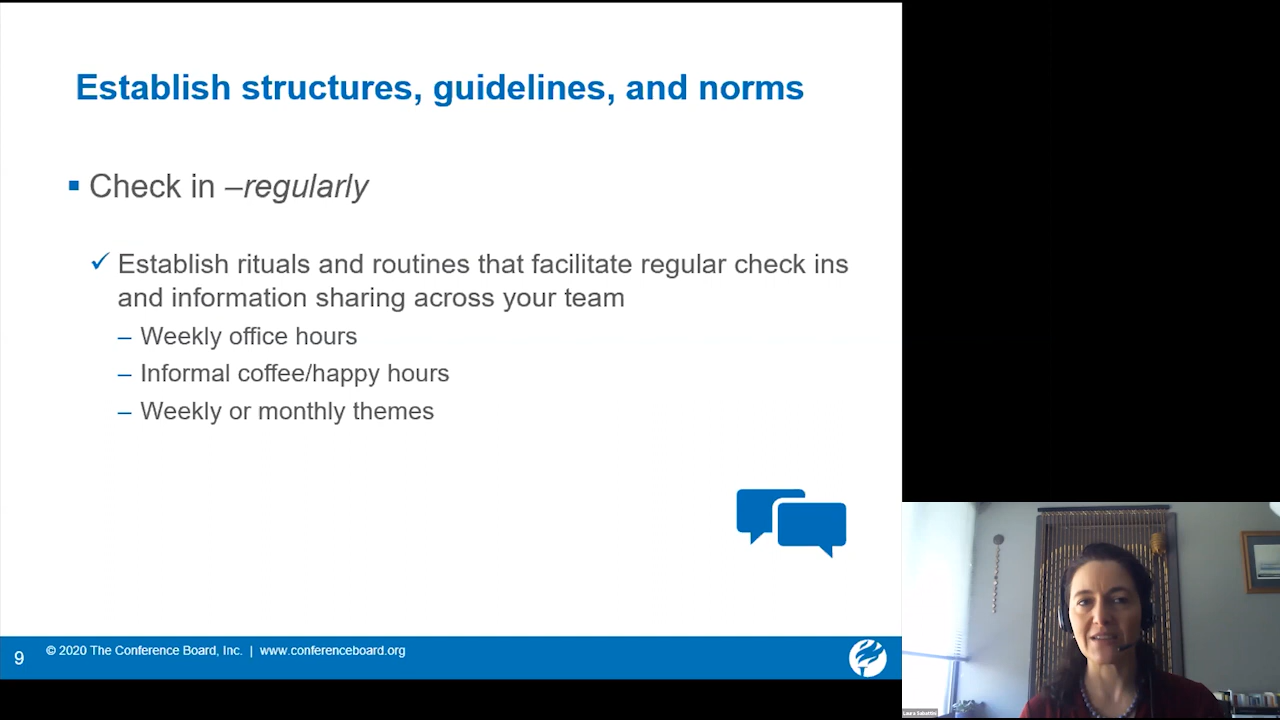 Establish structures, guidelines, and norms
Check in –regularly
Establish rituals and routines that facilitate regular check ins
and information sharing across your team
– Weekly office hours
– Informal coffee/happy hours
– Weekly or monthly themes
9
© 2020 The Conference Board, Inc. | www.conferenceboard.org
Laura Sabattini